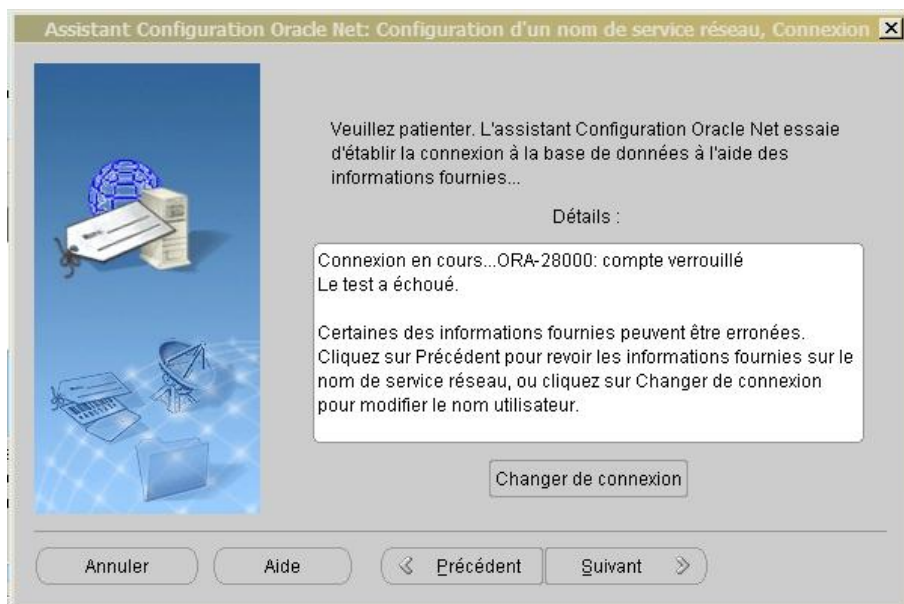 Assistant Configuration Oracle Net: Configuration d'un nom de service réseau, Connexion
Veuillez patienter. L'assistant Configuration Oracle Net essaie
d'établir la connexion à la base de données à l'aide des
informations fournies...
Détails :
Connexion en cours...ORA-28000: compte verrouillé
Le test a échoué.
Certaines des informations fournies peuvent être erronées.
Cliquez sur Précédent pour revoir les informations fournies sur le
nom de service réseau, ou cliquez sur Changer de connexion
pour modifier le nom utilisateur.
Changer de connexion
Annuler
Aide
Précédent
Suivant